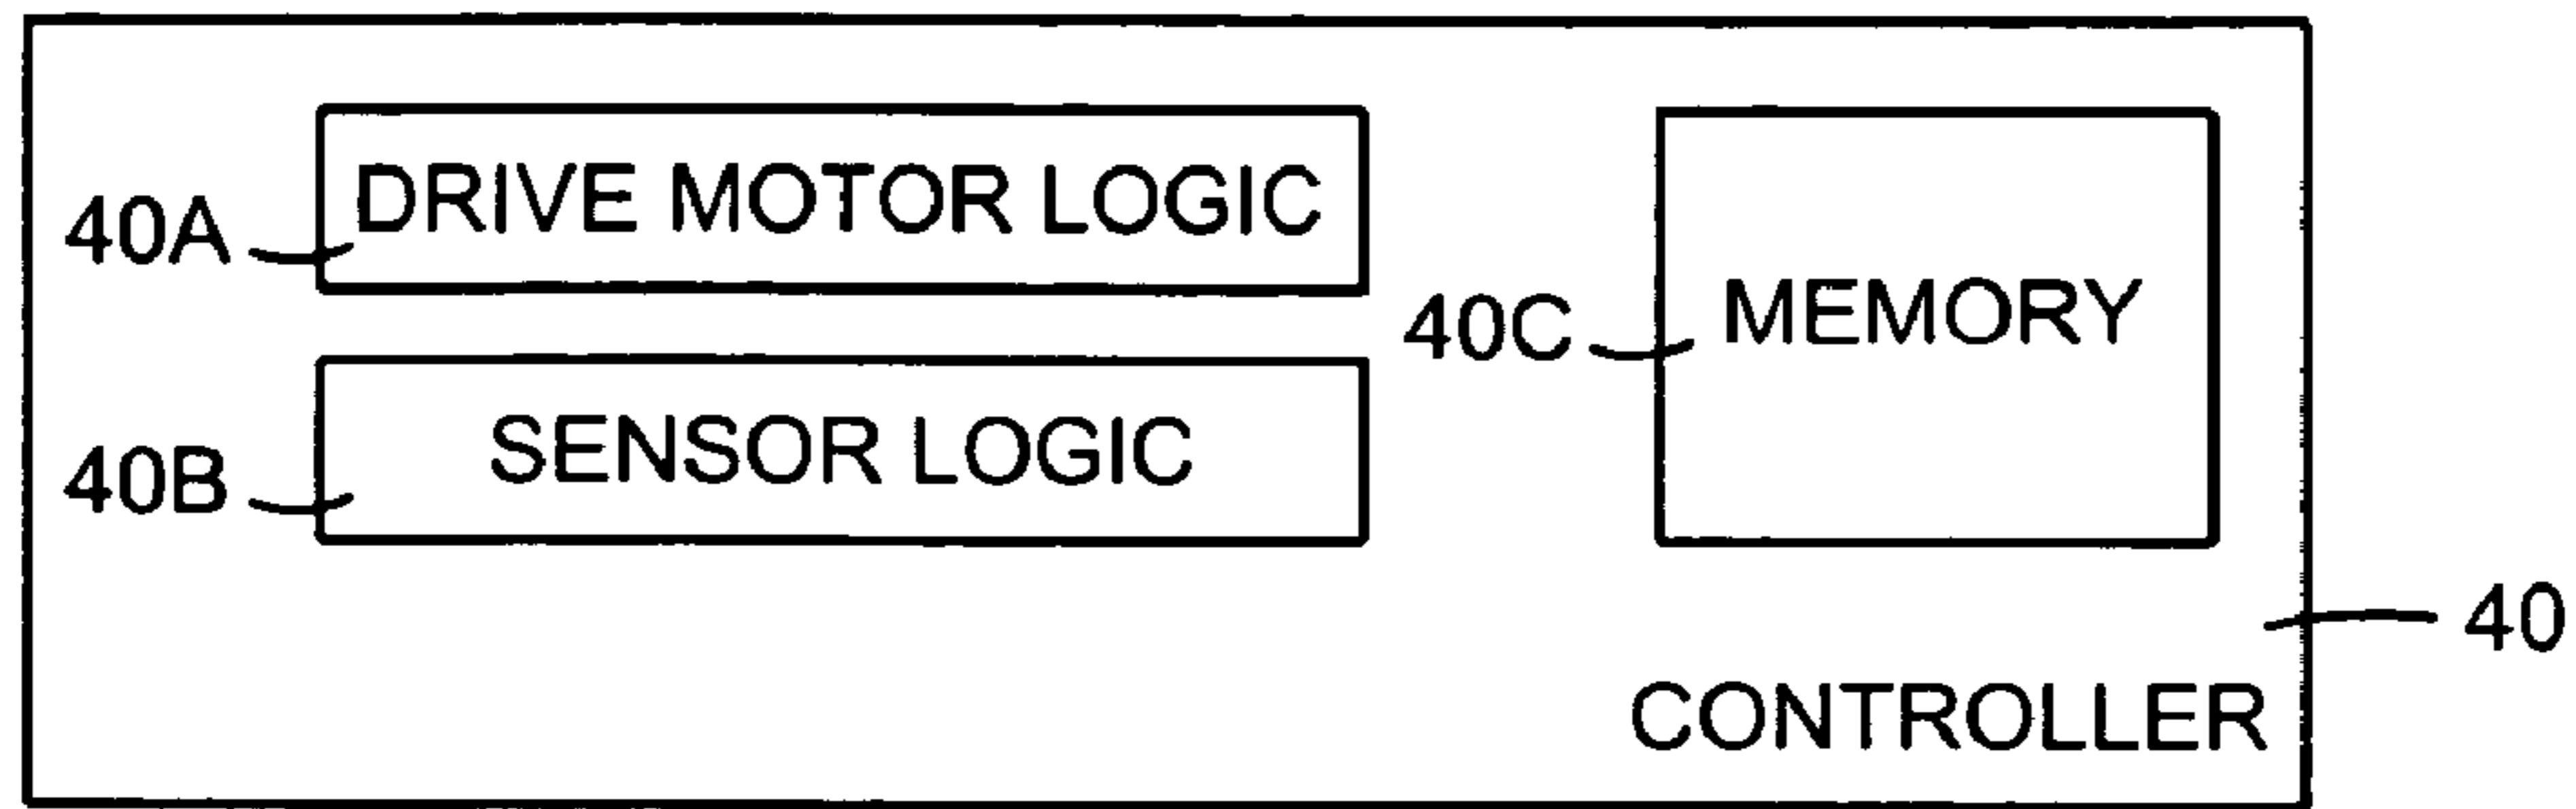 40A
DRIVE MOTOR LOGIC
40B
SENSOR LOGIC
40C
MEMORY
40
CONTROLLER